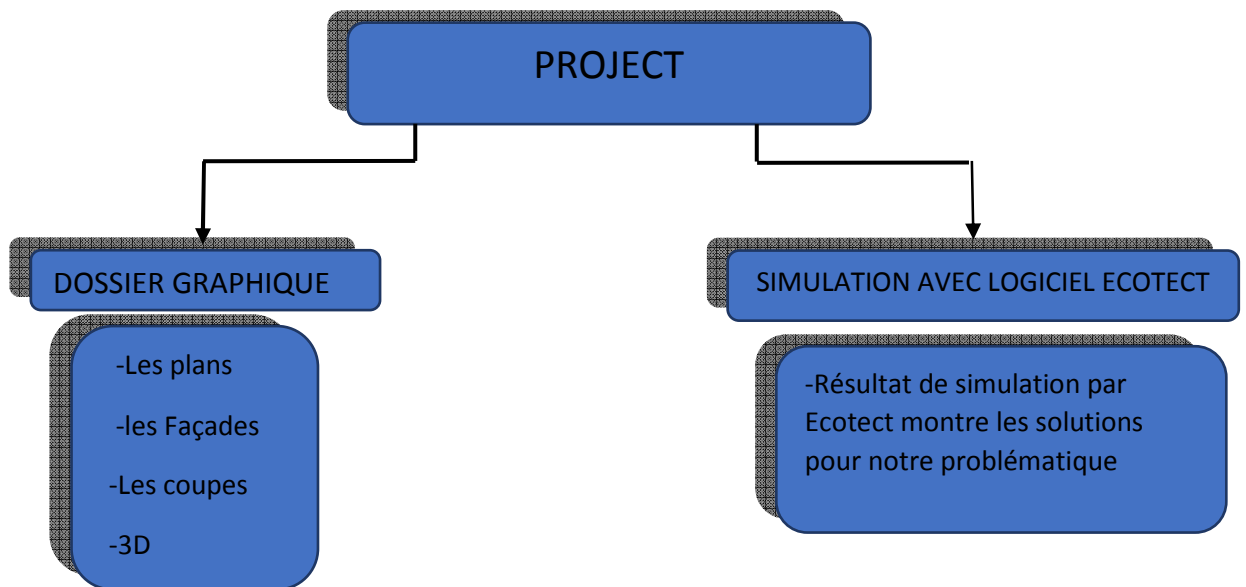 PROJECT
DOSSIER GRAPHIQUE
-Les plans
-les Façades
-Les coupes
-3D
SIMULATION AVEC LOGICIEL ECOTECT
-Résultat de simulation par
Ecotect montre les solutions
pour notre problématique